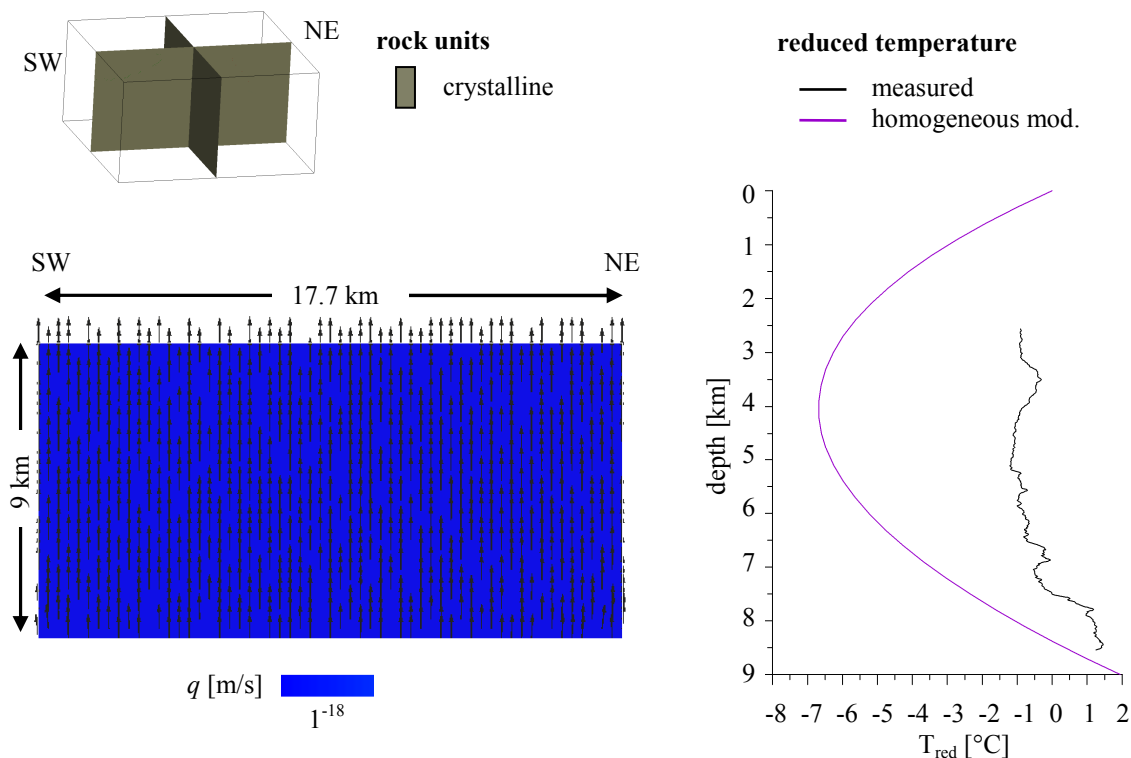 NE
SW
rock units
crystalline
reduced temperature
measured
homogeneous mod.
SW
NE
17.7 km
9 km
q [m/s]
1-18
depth [km]
0
1
2
3
4
5
6
7
8
9
-8 -7 -6 -5 -4 -3 -2 -1 0 1 2
Tred [°C]